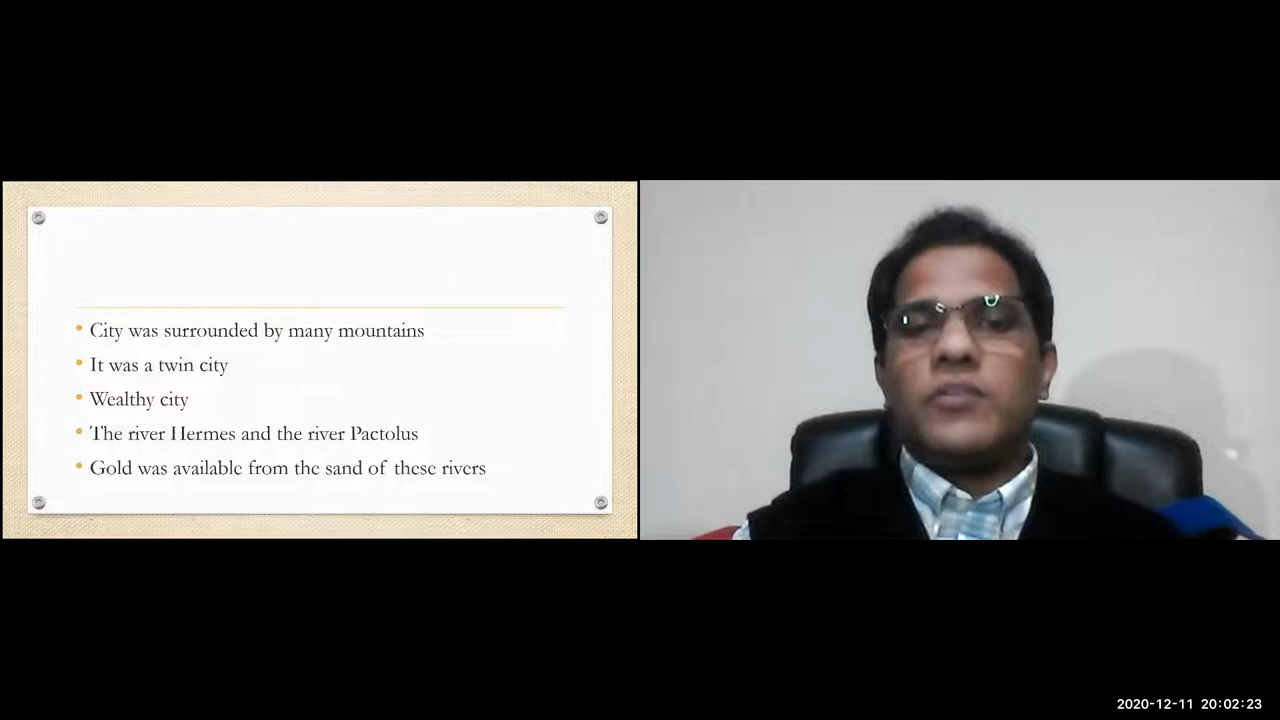 City was surrounded by many mountains
It was a twin city
Wealthy city
The river Hermes and the river Pactolus
Gold was available from the sand of these rivers
2020-12-11 20:02:23